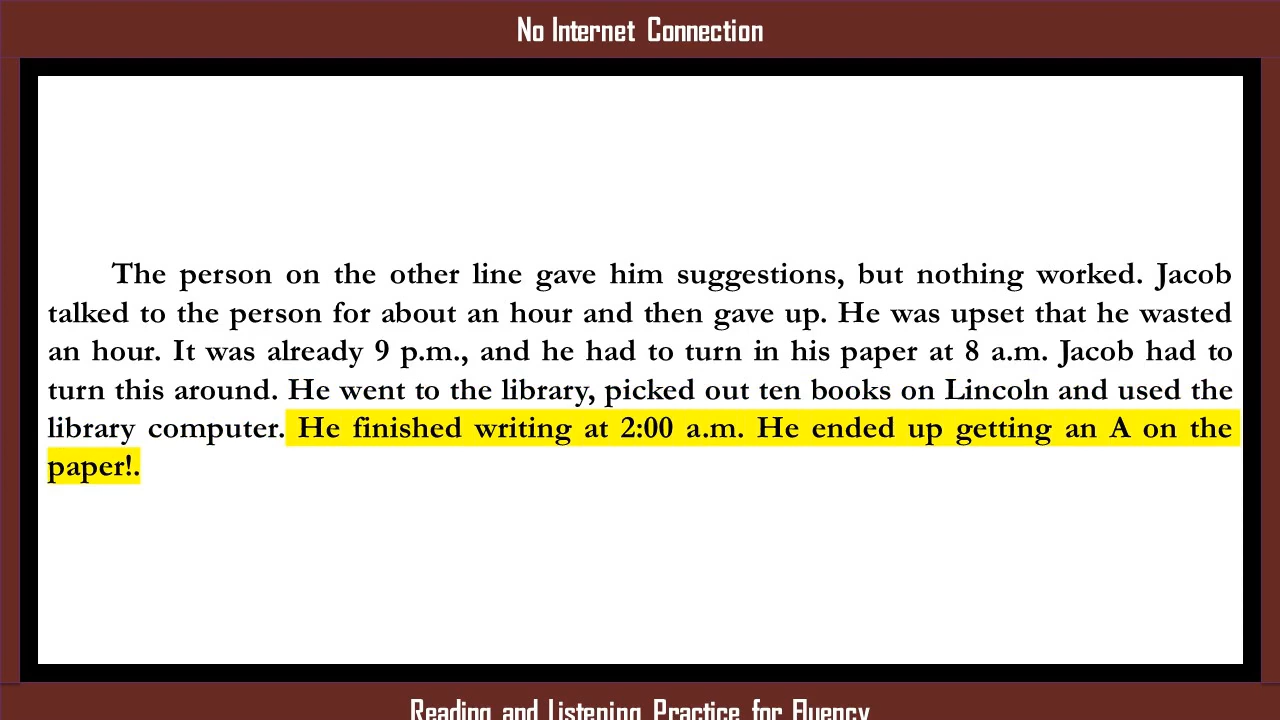 No Internet Connection
The person on the other line gave him suggestions, but nothing worked. Jacob
talked to the person for about an hour and then gave up. He was upset that he wasted
an hour. It was already 9 p.m., and he had to turn in his paper at 8 a.m. Jacob had to
turn this around. He went to the library, picked out ten books on Lincoln and used the
library computer. He finished writing at 2:00 a.m. He ended up getting an A on the
paper!.
Reading and Listening Practice for Fluency